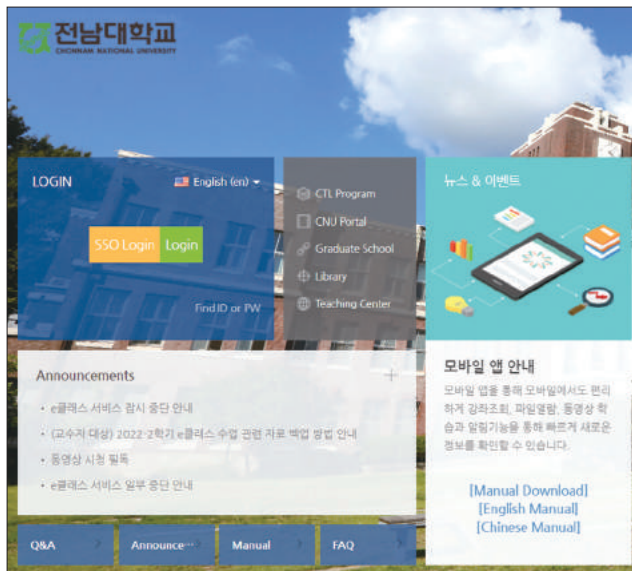 전남대학교
CHONNAM NATIONAL UNIVERSITY
LOGIN
English (en)
SSO Login
Login
Find ID or PW
CTL Program
CNU Portal
Graduate School
Library
Teaching Center
뉴스 & 이벤트
Announcements
• e클래스 서비스 잠시 중단 안내
• (교수자 대상) 2022-2학기 e클래스 수업 관련 자료 백업 방법 안내
• 동영상 시청 필독
• e클래스 서비스 일부 중단 안내
모바일 앱 안내
모바일 앱을 통해 모바일에서도 편리
하게 강좌조회, 파일열람, 동영상 학
습과 알림기능을 통해 빠르게 새로운
정보를 확인할 수 있습니다.
[Manual Download]
[English Manual]
[Chinese Manual]
Q&A
Announce···
Manual
FAQ